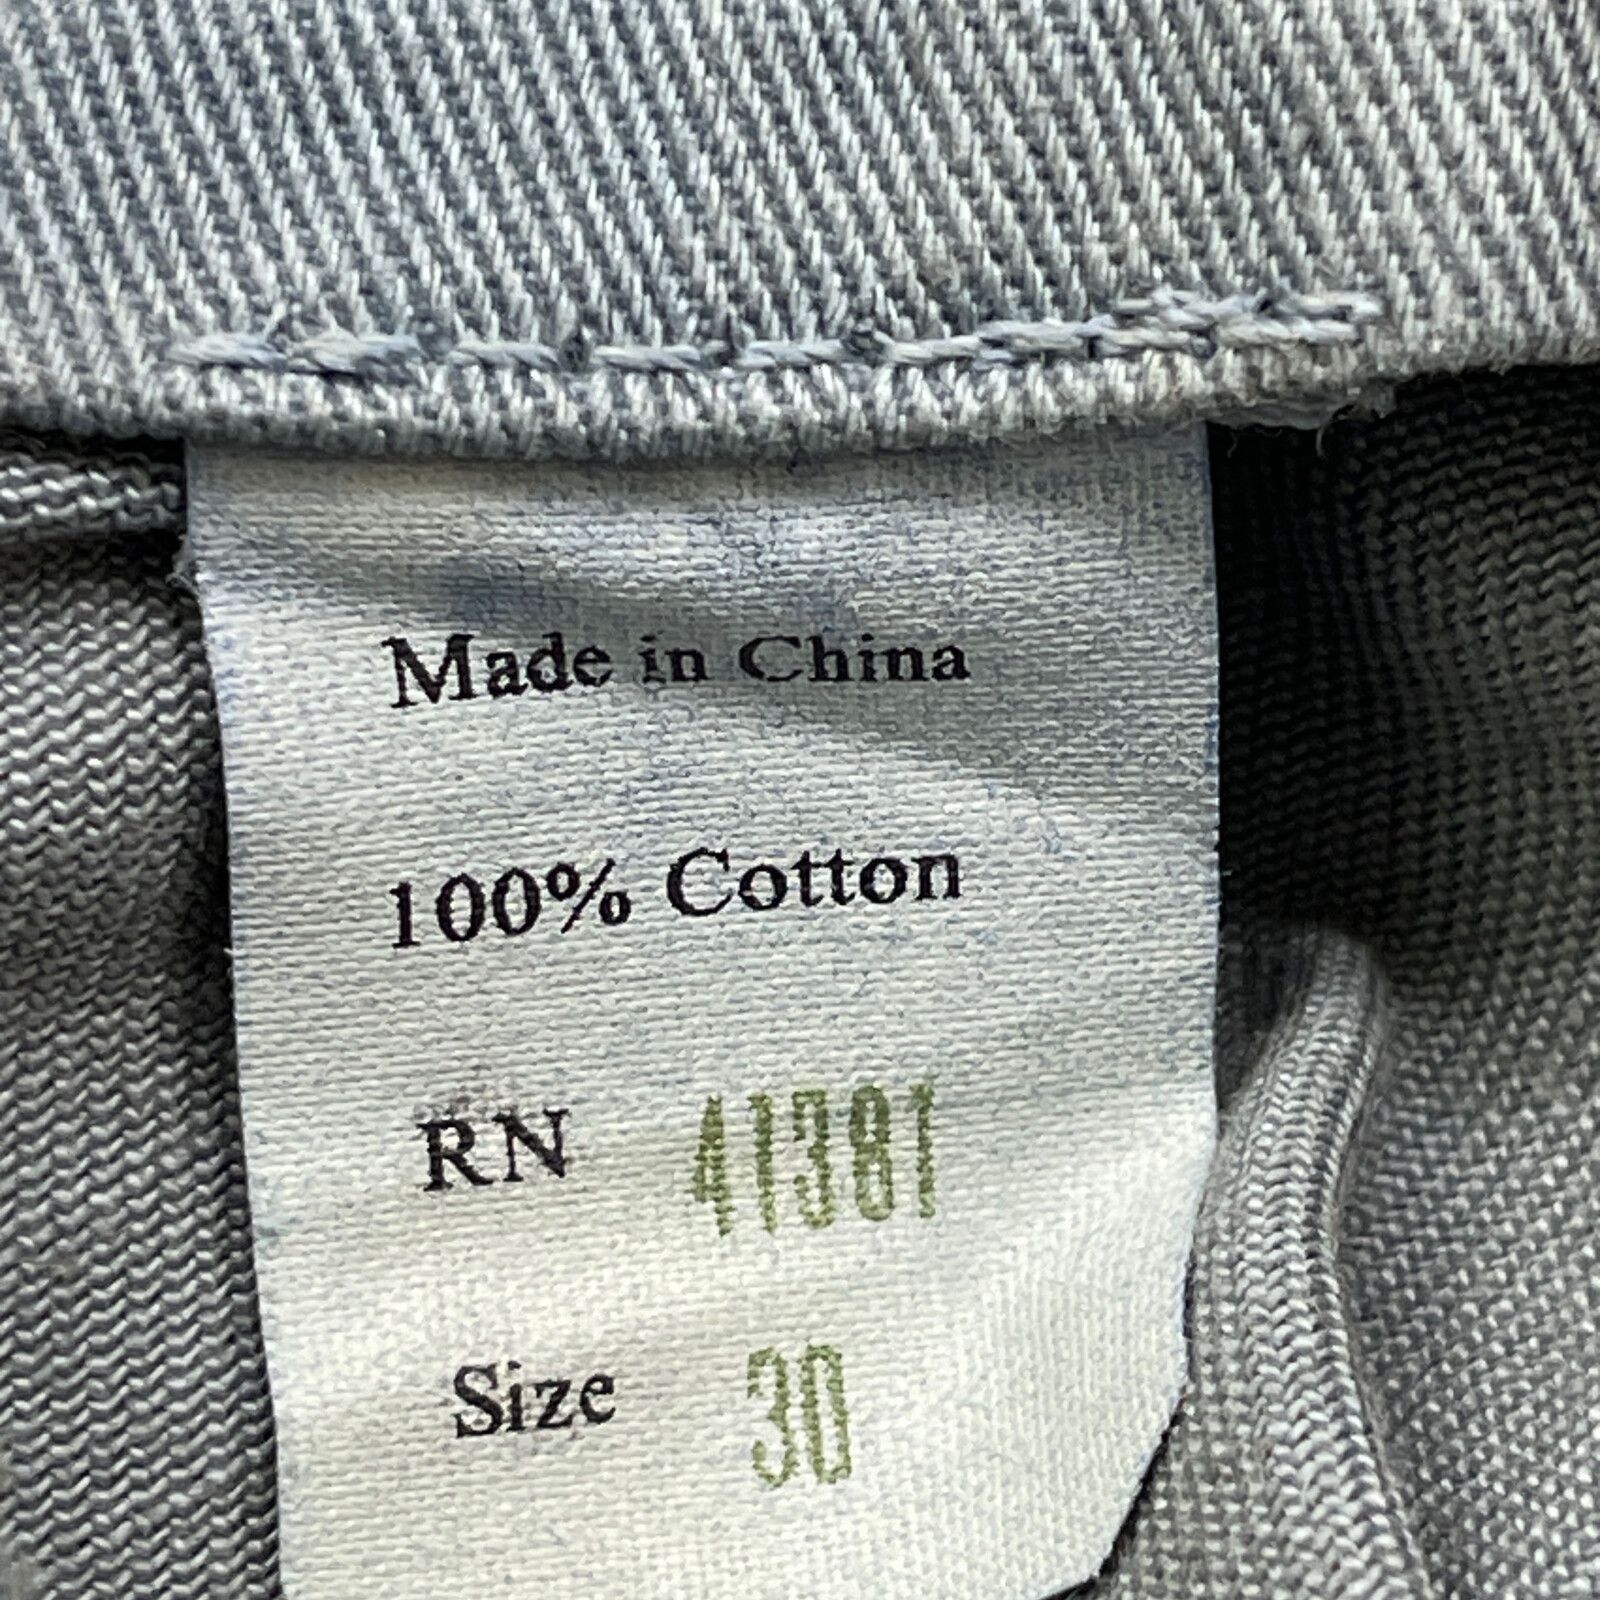 Made in China
100% Cotton
RN 41381
Size 30